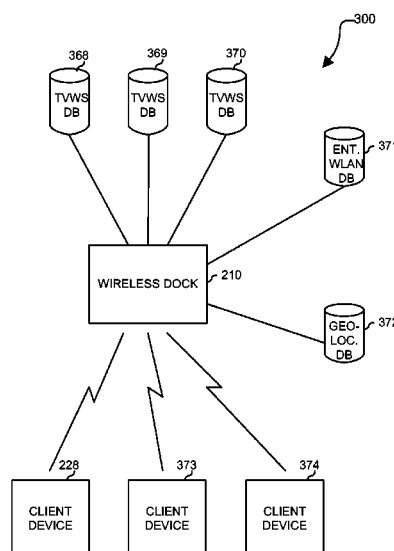 300
368
369
370
TVWS
DB
TVWS
DB
TVWS
DB
371
ENT.
WLAN
DB
210
WIRELESS DOCK
372
GEO-
LOC.
DB
228
373
374
CLIENT
DEVICE
CLIENT
DEVICE
CLIENT
DEVICE